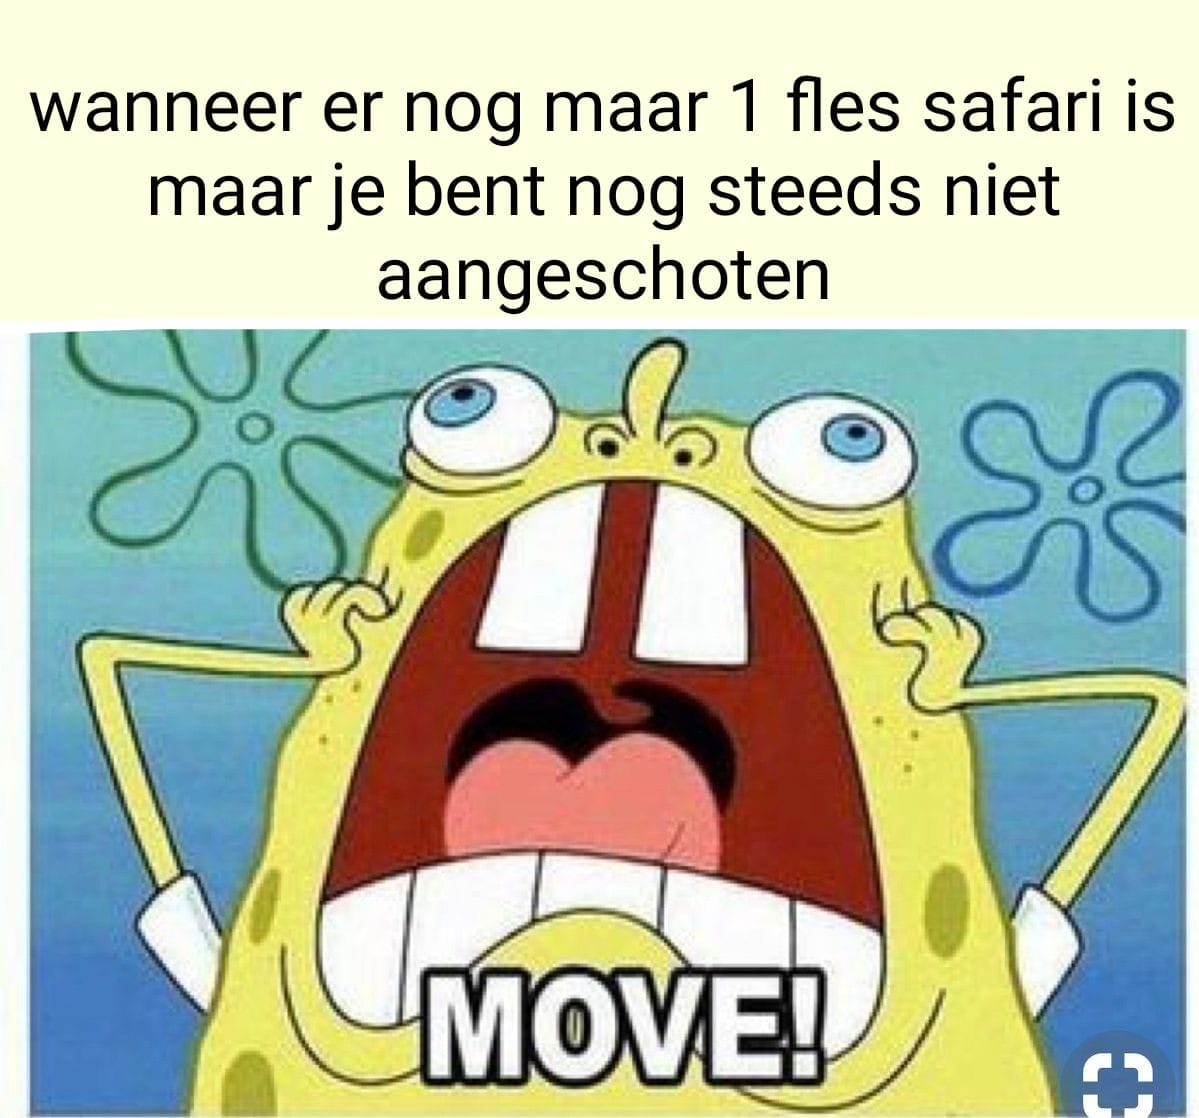 wanneer er nog maar 1 fles safari is
maar je bent nog steeds niet
aangeschoten
MOVE!